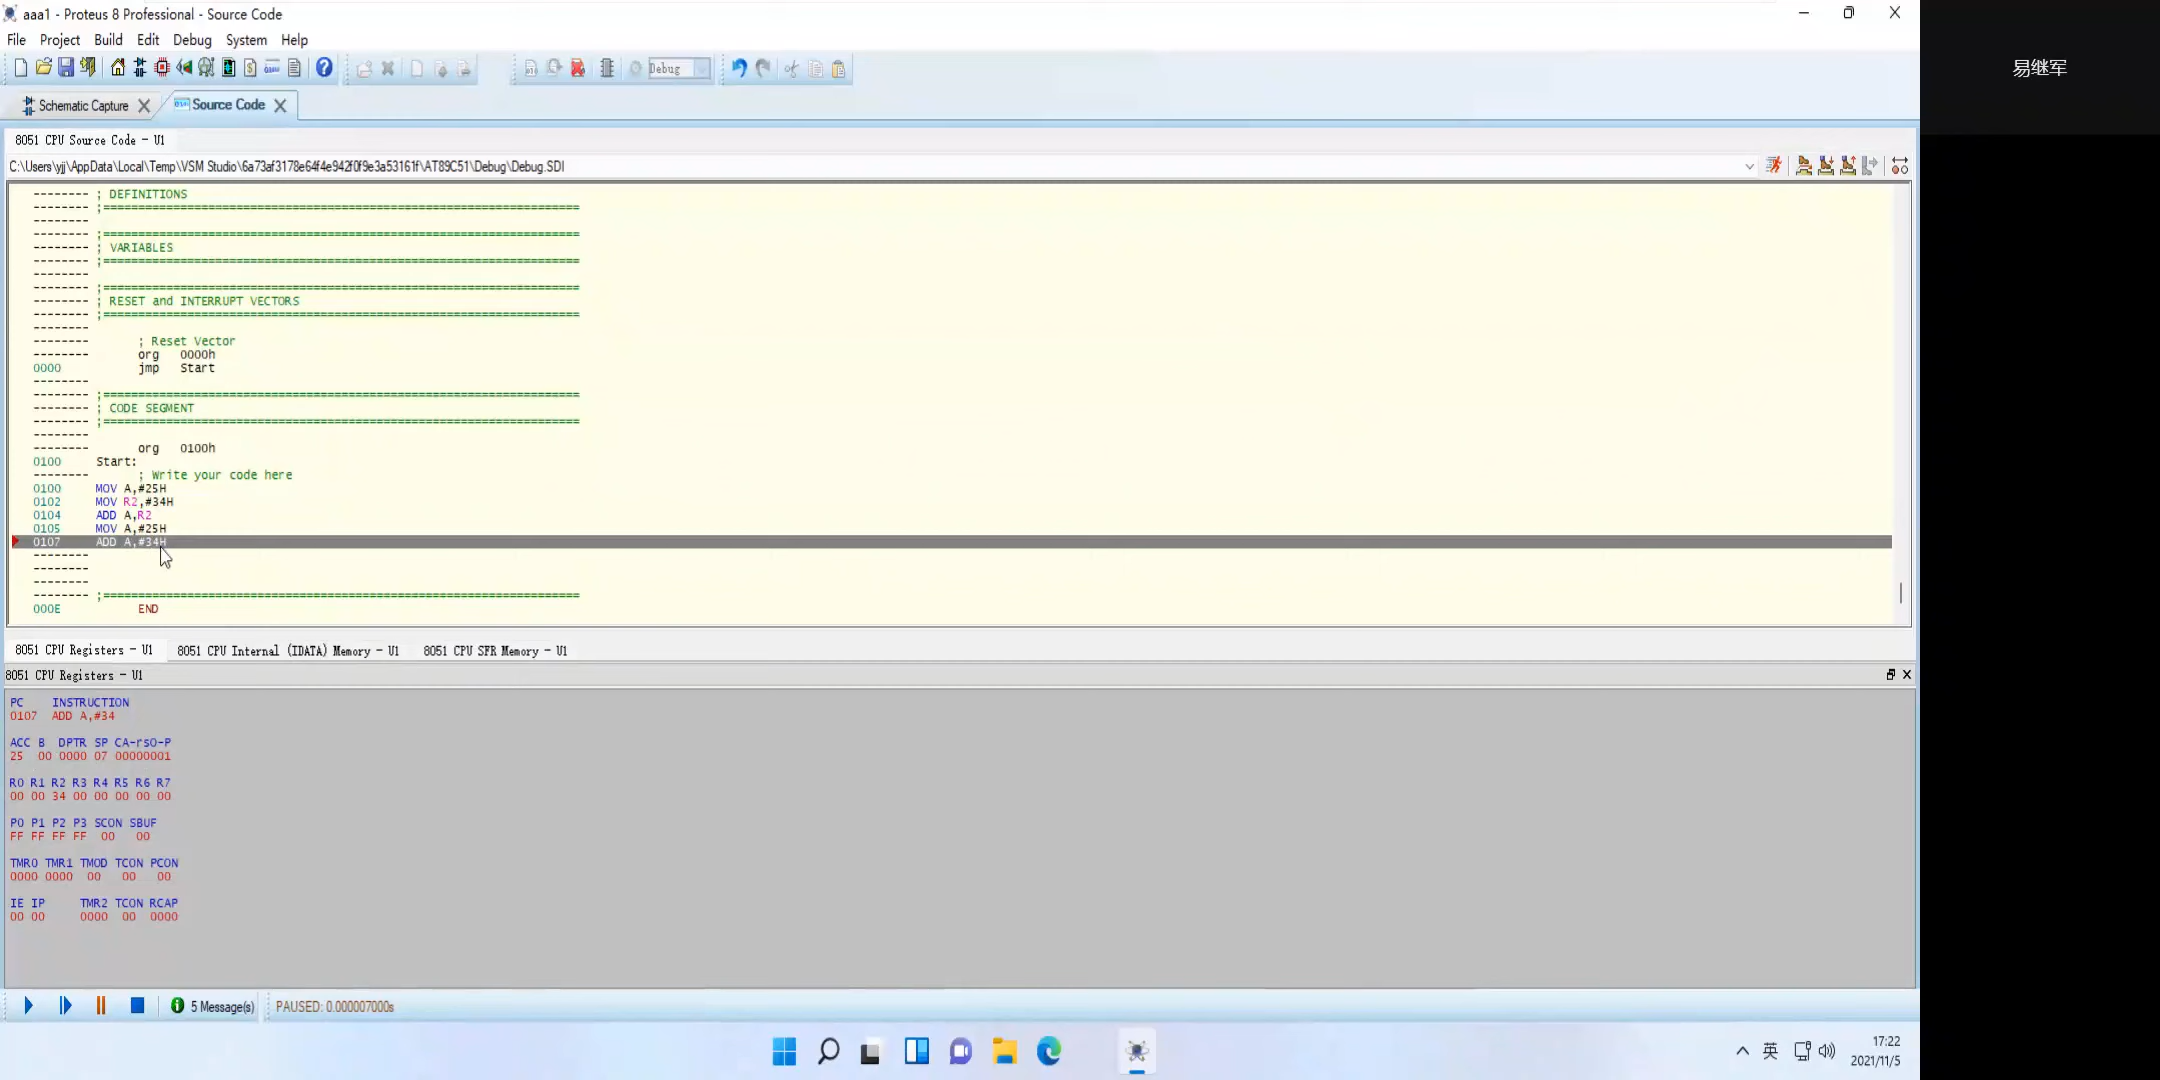 aaa1 - Proteus 8 Professional - Source Code
File Project Build Edit Debug System Help
Debug
Schematic Capture Source Code
8051 CPU Source Code - U1
C:\Users\yjj\AppData\Local\Temp\VSM Studio\6a73af3178e64f4e942f0f9e3a53161f\AT89C51\Debug\Debug.SDI
-------- ; DEFINITIONS
-------- ;====================================================================
--------
-------- ;====================================================================
-------- ; VARIABLES
-------- ;====================================================================
--------
-------- ;====================================================================
-------- ; RESET and INTERRUPT VECTORS
-------- ;====================================================================
--------
-------- ; Reset Vector
-------- org 0000h
0000 jmp Start
--------
-------- ;====================================================================
-------- ; CODE SEGMENT
-------- ;====================================================================
--------
-------- org 0100h
0100 Start:
-------- ; Write your code here
0100 MOV A,#25H
0102 MOV R2,#34H
0104 ADD A,R2
0105 MOV A,#25H
0107 ADD A,#34H
--------
--------
--------
-------- ;====================================================================
000E END
8051 CPU Registers - U1 8051 CPU Internal (IDATA) Memory - U1 8051 CPU SFR Memory - U1
8051 CPU Registers - U1
PC INSTRUCTION
0107 ADD A,#34
ACC B DPTR SP CA-rsO-P
25 00 0000 07 00000001
R0 R1 R2 R3 R4 R5 R6 R7
00 00 34 00 00 00 00 00
P0 P1 P2 P3 SCON SBUF
FF FF FF FF 00 00
TMR0 TMR1 TMOD TCON PCON
0000 0000 00 00 00
IE IP TMR2 TCON RCAP
00 00 0000 00 0000
5 Message(s) PAUSED: 0.000007000s
英
17:22
2021/11/5
易继军